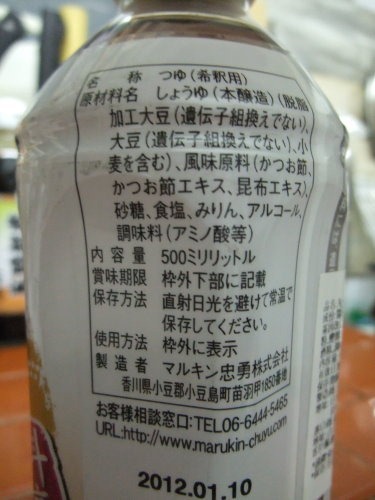 名称 つゆ(希釈用)
原材料名 しょうゆ(本醸造)(脱脂
加工大豆(遺伝子組換えでない)、
大豆(遺伝子組換えでない)、小
麦を含む)、風味原料(かつお節、
かつお節エキス、昆布エキス)、
砂糖、食塩、みりん、アルコール、
調味料(アミノ酸等)
内容量 500ミリリットル
賞味期限 枠外下部に記載
保存方法 直射日光を避けて常温で
保存してください。
使用方法 枠外に表示
製造者 マルキン忠勇株式会社
香川県小豆郡小豆島町苗羽甲1850番地
お客様相談窓口:TEL06-6444-5465
URL:http://www.marukin-chuyu.com/
2012.01.10